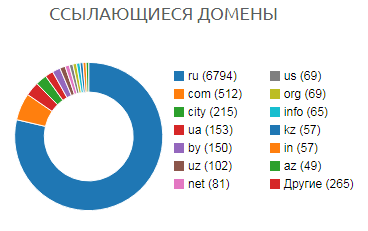 ССЫЛАЮЩИЕСЯ ДОМЕНЫ
ru (6794)
com (512)
city (215)
ua (153)
by (150)
uz (102)
net (81)
us (69)
org (69)
info (65)
kz (57)
in (57)
az (49)
Другие (265)